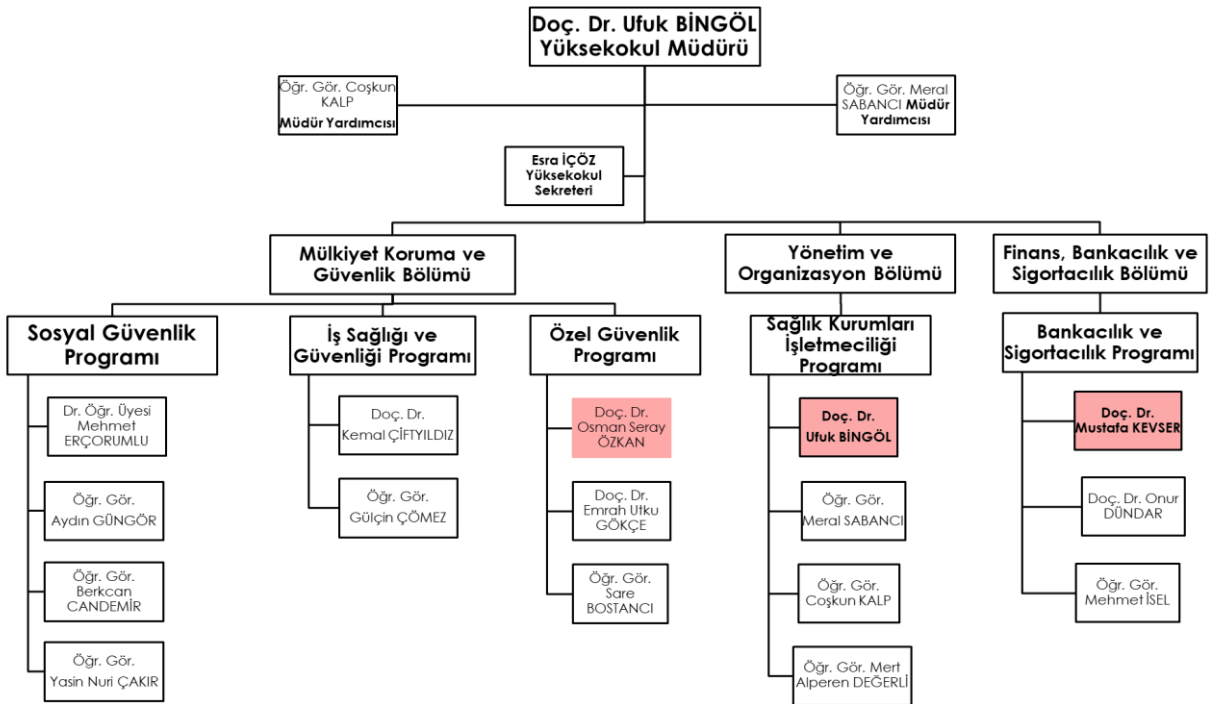 Doç. Dr. Ufuk BİNGÖL
Yüksekokul Müdürü
Öğr. Gör. Coşkun
KALP
Müdür Yardımcısı
Öğr. Gör. Meral
SABANCI Müdür
Yardımcısı
Esra İÇÖZ
Yüksekokul
Sekreteri
Mülkiyet Koruma ve
Güvenlik Bölümü
Yönetim ve
Organizasyon Bölümü
Finans, Bankacılık ve
Sigortacılık Bölümü
Sosyal Güvenlik
Programı
İş Sağlığı ve
Güvenliği Programı
Özel Güvenlik
Programı
Sağlık Kurumları
İşletmeciliği
Programı
Bankacılık ve
Sigortacılık Programı
Dr. Öğr. Üyesi
Mehmet
ERÇORUMLU
Öğr. Gör.
Aydın GÜNGÖR
Öğr. Gör.
Berkcan
CANDEMİR
Öğr. Gör.
Yasin Nuri ÇAKIR
Doç. Dr.
Kemal ÇİFTYILDIZ
Öğr. Gör.
Gülçin ÇÖMEZ
Doç. Dr.
Osman Seray
ÖZKAN
Doç. Dr.
Emrah Utku
GÖKÇE
Öğr. Gör.
Sare
BOSTANCI
Doç. Dr.
Ufuk BİNGÖL
Öğr. Gör.
Meral SABANCI
Öğr. Gör.
Coşkun KALP
Öğr. Gör. Mert
Alperen DEĞERLİ
Doç. Dr.
Mustafa KEVSER
Doç. Dr. Onur
DÜNDAR
Öğr. Gör.
Mehmet İSEL